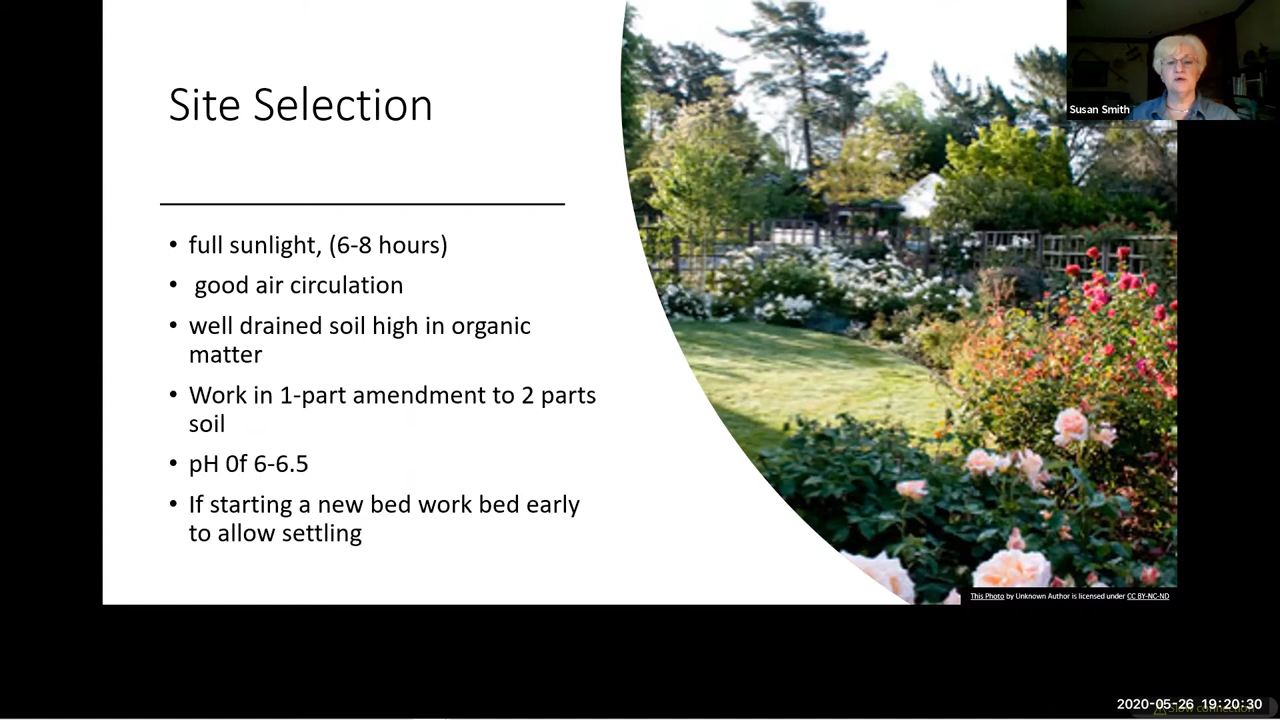 Site Selection
• full sunlight, (6-8 hours)
• good air circulation
• well drained soil high in organic
matter
• Work in 1-part amendment to 2 parts
soil
• pH 0f 6-6.5
• If starting a new bed work bed early
to allow settling
Susan Smith
This Photo by Unknown Author is licensed under CC BY-NC-ND
2020-05-26 19:20:30
Slow connection